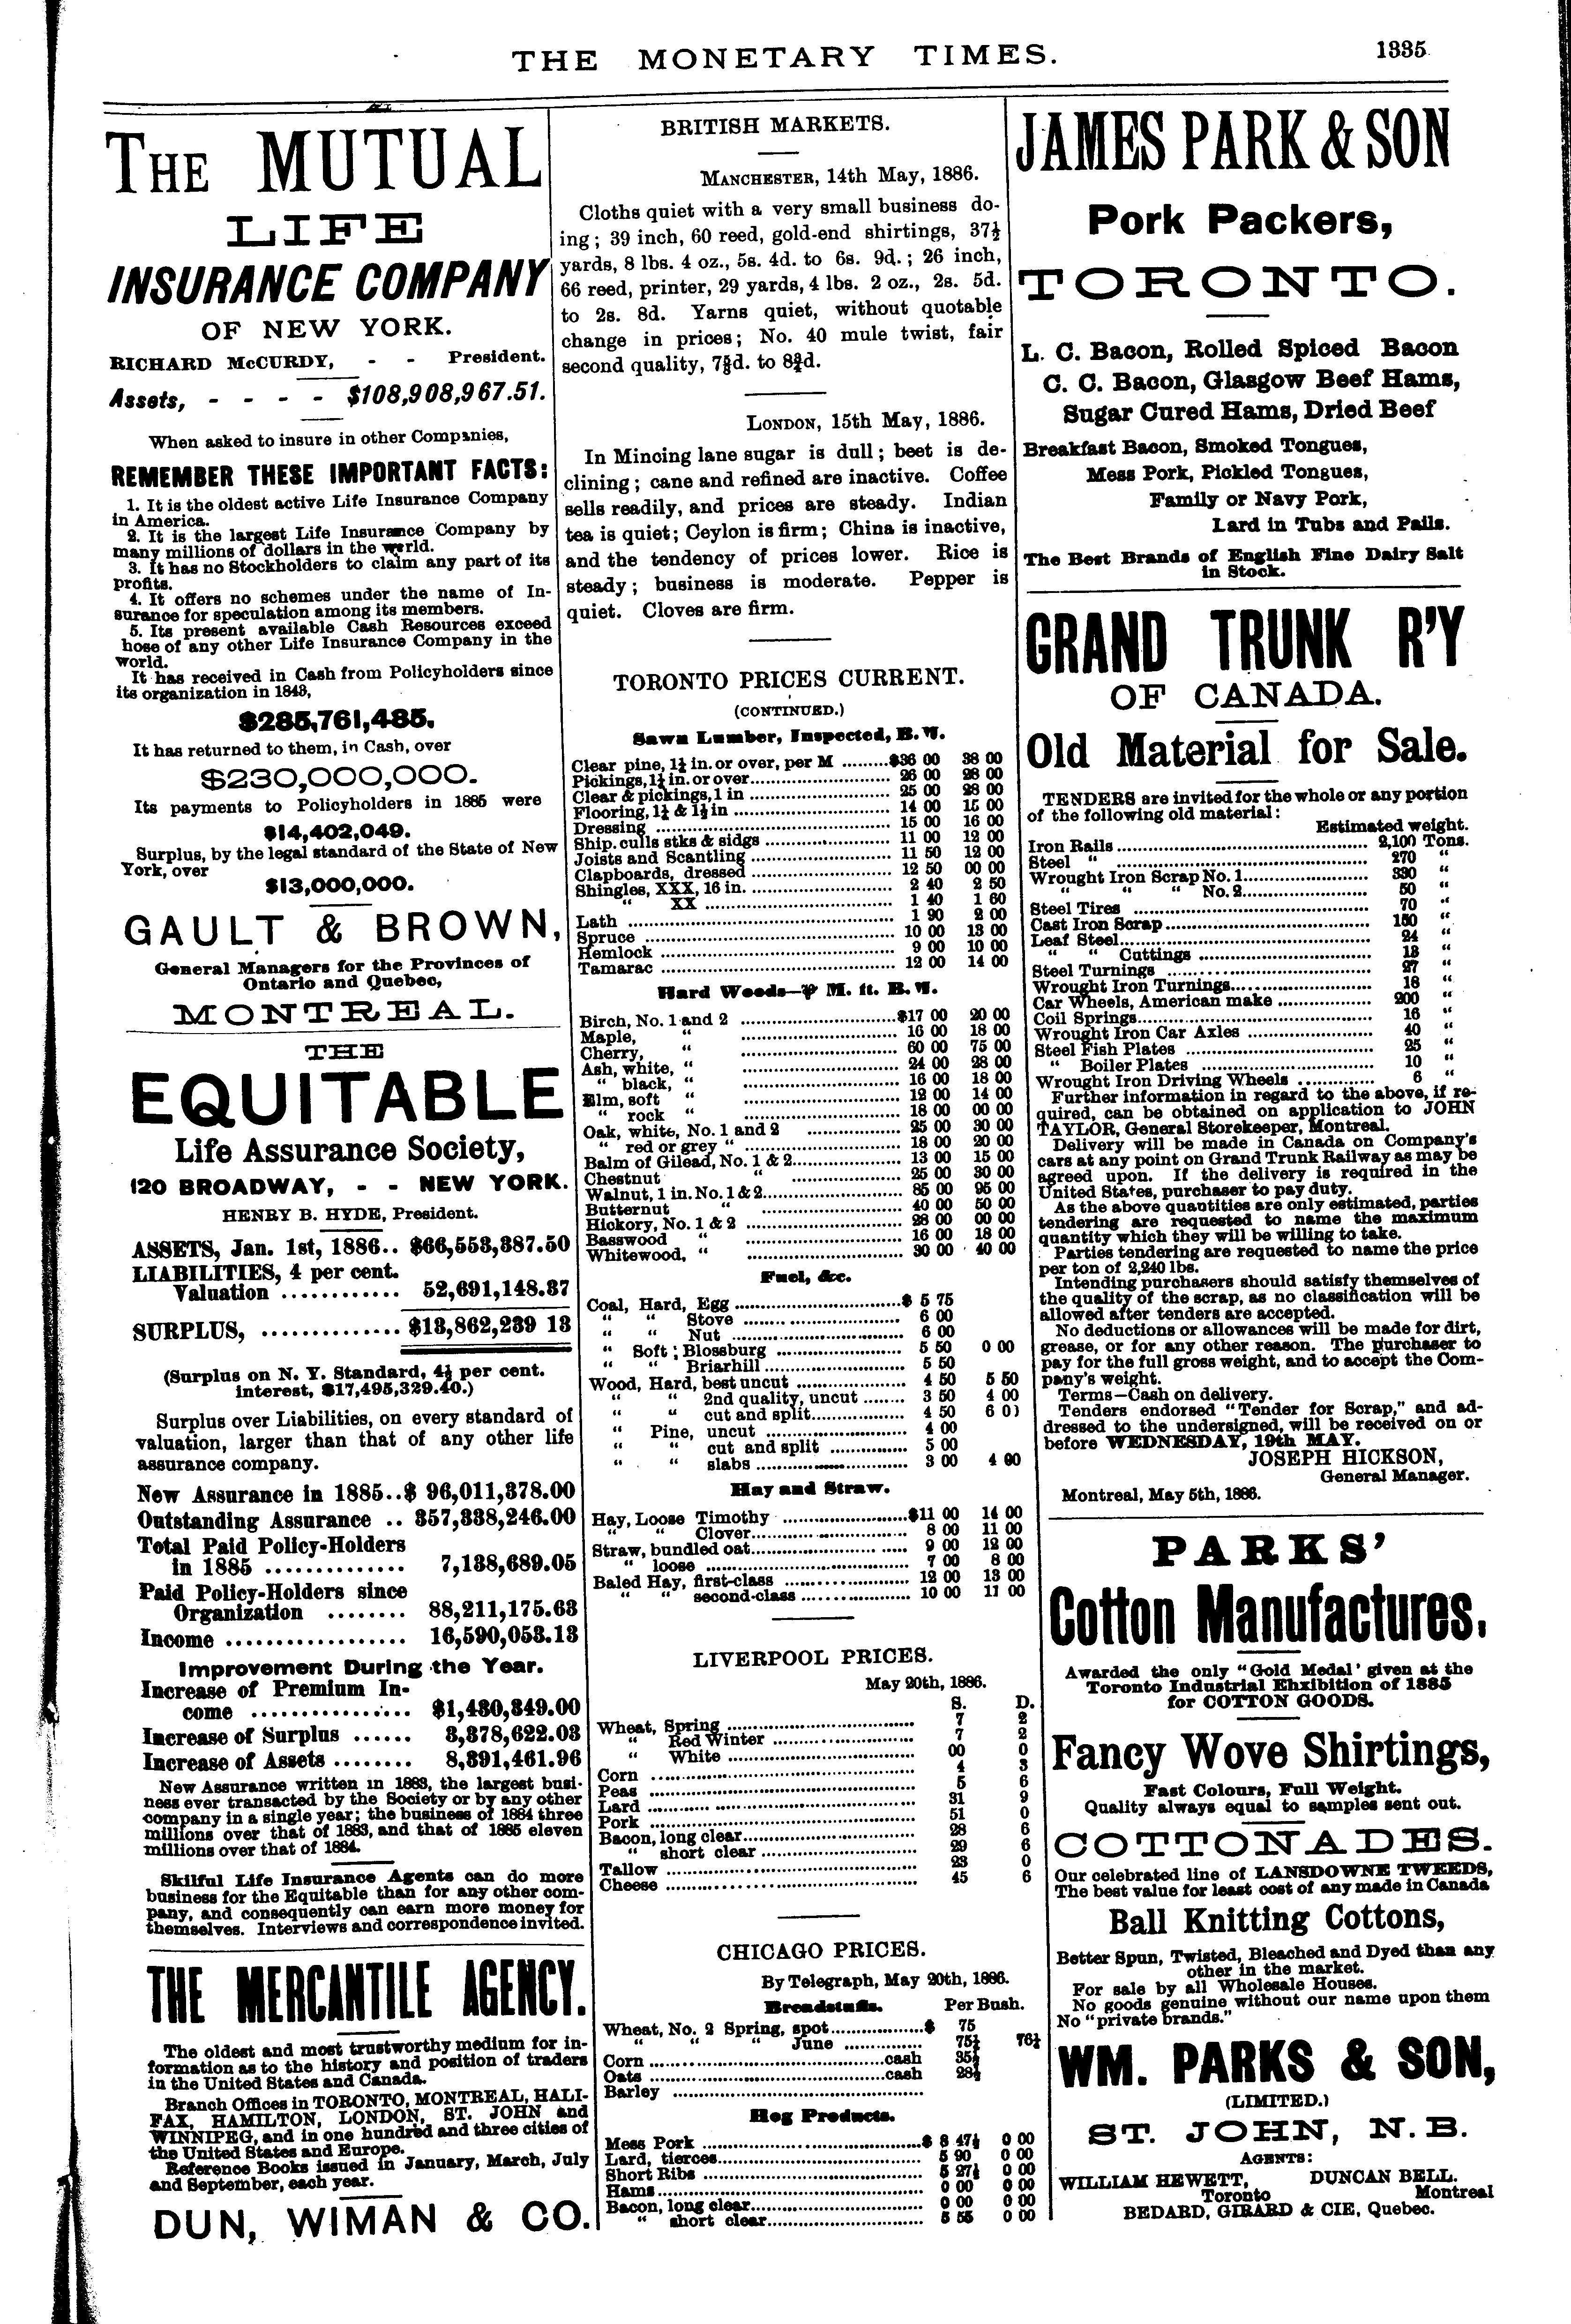 THE MONETARY TIMES.
1335
THE MUTUAL
LIFE
INSURANCE COMPANY
OF NEW YORK.
RICHARD McCURDY, - - President.
Assets, - - - - $108,908,967.51.
When asked to insure in other Companies,
REMEMBER THESE IMPORTANT FACTS:
1. It is the oldest active Life Insurance Company
in America.
2. It is the largest Life Insurance Company by
many millions of dollars in the world.
3. It has no Stockholders to claim any part of its
profits.
4. It offers no schemes under the name of In-
surance for speculation among its members.
5. Its present available Cash Resources exceed
hose of any other Life Insurance Company in the
world.
It has received in Cash from Policyholders since
its organization in 1843,
$285,761,485.
It has returned to them, in Cash, over
$230,000,000.
Its payments to Policyholders in 1885 were
$14,402,049.
Surplus, by the legal standard of the State of New
York, over
$13,000,000.
GAULT & BROWN,
General Managers for the Provinces of
Ontario and Quebec,
MONTREAL.
THE
EQUITABLE
Life Assurance Society,
120 BROADWAY, - - NEW YORK.
HENRY B. HYDE, President.
ASSETS, Jan. 1st, 1886.. $66,553,387.50
LIABILITIES, 4 per cent.
Valuation ............ 52,691,148.37
SURPLUS, .............. $13,862,239 13
(Surplus on N. Y. Standard, 4½ per cent.
interest, $17,495,329.40.)
Surplus over Liabilities, on every standard of
valuation, larger than that of any other life
assurance company.
New Assurance in 1885..$ 96,011,378.00
Outstanding Assurance .. 357,338,246.00
Total Paid Policy-Holders
in 1885 .............. 7,138,689.05
Paid Policy-Holders since
Organization ........ 88,211,175.63
Income .................. 16,590,053.13
Improvement During the Year.
Increase of Premium In-
come ................ $1,430,349.00
Increase of Surplus ...... 3,378,622.03
Increase of Assets ........ 8,391,461.96
New Assurance written in 1883, the largest busi-
ness ever transacted by the Society or by any other
company in a single year; the business of 1884 three
millions over that of 1883, and that of 1885 eleven
millions over that of 1884.
Skilful Life Insurance Agents can do more
business for the Equitable than for any other com-
pany, and consequently can earn more money for
themselves. Interviews and correspondence invited.
THE MERCANTILE AGENCY.
The oldest and most trustworthy medium for in-
formation as to the history and position of traders
in the United States and Canada.
Branch Offices in TORONTO, MONTREAL, HALI-
FAX, HAMILTON, LONDON, ST. JOHN and
WINNIPEG, and in one hundred and three cities of
the United States and Europe.
Reference Books issued in January, March, July
and September, each year.
DUN, WIMAN & CO.
BRITISH MARKETS.
MANCHESTER, 14th May, 1886.
Cloths quiet with a very small business do-
ing; 39 inch, 60 reed, gold-end shirtings, 37½
yards, 8 lbs. 4 oz., 5s. 4d. to 6s. 9d.; 26 inch,
66 reed, printer, 29 yards, 4 lbs. 2 oz., 2s. 5d.
to 2s. 8d. Yarns quiet, without quotable
change in prices; No. 40 mule twist, fair
second quality, 7⅝d. to 8¾d.
LONDON, 15th May, 1886.
In Mincing lane sugar is dull; beet is de-
clining; cane and refined are inactive. Coffee
sells readily, and prices are steady. Indian
tea is quiet; Ceylon is firm; China is inactive,
and the tendency of prices lower. Rice is
steady; business is moderate. Pepper is
quiet. Cloves are firm.
TORONTO PRICES CURRENT.
(CONTINUED.)
Sawn Lumber, Inspected, B.W.
Clear pine, 1¼ in. or over, per M ........$36 00 38 00
Pickings, 1¼ in. or over............ 26 00 28 00
Clear & pickings, 1 in ............ 25 00 28 00
Flooring, 1¼ & 1½ in ............ 14 00 15 00
Dressing ............ 15 00 16 00
Ship. culls stks & sidgs ............ 11 00 12 00
Joists and Scantling ............ 11 50 12 00
Clapboards, dressed ............ 12 50 00 00
Shingles, XXX, 16 in. ............ 2 40 2 50
" XX ............ 1 40 1 60
Lath ............ 1 90 2 00
Spruce ............ 10 00 13 00
Hemlock ............ 9 00 10 00
Tamarac ............ 12 00 14 00
Hard Woods—℘ M. ft. B.W.
Birch, No. 1 and 2 ............$17 00 20 00
Maple, " ............ 16 00 18 00
Cherry, " ............ 60 00 75 00
Ash, white, " ............ 24 00 28 00
" black, " ............ 16 00 18 00
Elm, soft " ............ 12 00 14 00
" rock " ............ 18 00 00 00
Oak, white, No. 1 and 2 ............ 25 00 30 00
" red or grey " ............ 18 00 20 00
Balm of Gilead, No. 1 & 2............ 13 00 15 00
Chestnut " ............ 25 00 30 00
Walnut, 1 in. No. 1 & 2............ 85 00 95 00
Butternut " ............ 40 00 50 00
Hickory, No. 1 & 2 ............ 28 00 00 00
Basswood " ............ 16 00 18 00
Whitewood, " ............ 30 00 40 00
Fuel, &c.
Coal, Hard, Egg ............$ 5 75
" " Stove ............ 6 00
" " Nut ............ 6 00
" Soft Blossburg ............ 5 50 0 00
" " Briarhill ............ 5 50
Wood, Hard, best uncut ............ 4 50 5 50
" " 2nd quality, uncut ........ 3 50 4 00
" " cut and split............ 4 50 6 0)
" Pine, uncut ............ 4 00
" " cut and split ............ 5 00
" " slabs ............ 3 00 4 00
Hay and Straw.
Hay, Loose Timothy ............$11 00 14 00
" " Clover............ 8 00 11 00
Straw, bundled oat............ 9 00 12 00
" loose ............ 7 00 8 00
Baled Hay, first-class ............ 12 00 13 00
" " second-class ............ 10 00 11 00
LIVERPOOL PRICES.
May 20th, 1886.
S. D.
Wheat, Spring ............ 7 2
" Red Winter ............ 7 2
" White ............ 00 0
Corn ............ 4 3
Peas ............ 5 6
Lard ............ 31 9
Pork ............ 51 0
Bacon, long clear............ 28 6
" short clear ............ 29 6
Tallow ............ 23 0
Cheese ............ 45 6
CHICAGO PRICES.
By Telegraph, May 20th, 1886.
Breadstuffs. Per Bush.
Wheat, No. 2 Spring, spot............$ 75
" " " June ............ 75½ 76¼
Corn ............cash 35½
Oats ............cash 28½
Barley ............
Hog Products.
Mess Pork ............$ 8 47½ 0 00
Lard, tierces............ 5 90 0 00
Short Ribs ............ 5 27½ 0 00
Hams............ 0 00 0 00
Bacon, long clear............ 0 00 0 00
" short clear............ 5 55 0 00
JAMES PARK & SON
Pork Packers,
TORONTO.
L. C. Bacon, Rolled Spiced Bacon
C. C. Bacon, Glasgow Beef Hams,
Sugar Cured Hams, Dried Beef
Breakfast Bacon, Smoked Tongues,
Mess Pork, Pickled Tongues,
Family or Navy Pork,
Lard in Tubs and Pails.
The Best Brands of English Fine Dairy Salt
in Stock.
GRAND TRUNK R'Y
OF CANADA.
Old Material for Sale.
TENDERS are invited for the whole or any portion
of the following old material:
Estimated weight.
Iron Rails ............ 2,100 Tons.
Steel " ............ 270 "
Wrought Iron Scrap No. 1............ 330 "
" " " No. 2............ 50 "
Steel Tires ............ 70 "
Cast Iron Scrap............ 150 "
Leaf Steel............ 24 "
" " Cuttings ............ 13 "
Steel Turnings ............ 27 "
Wrought Iron Turnings............ 18 "
Car Wheels, American make ............ 200 "
Coil Springs............ 16 "
Wrought Iron Car Axles ............ 40 "
Steel Fish Plates ............ 25 "
" Boiler Plates ............ 10 "
Wrought Iron Driving Wheels ............ 6 "
Further information in regard to the above, if re-
quired, can be obtained on application to JOHN
TAYLOR, General Storekeeper, Montreal.
Delivery will be made in Canada on Company's
cars at any point on Grand Trunk Railway as may be
agreed upon. If the delivery is required in the
United States, purchaser to pay duty.
As the above quantities are only estimated, parties
tendering are requested to name the maximum
quantity which they will be willing to take.
Parties tendering are requested to name the price
per ton of 2,240 lbs.
Intending purchasers should satisfy themselves of
the quality of the scrap, as no classification will be
allowed after tenders are accepted.
No deductions or allowances will be made for dirt,
grease, or for any other reason. The purchaser to
pay for the full gross weight, and to accept the Com-
pany's weight.
Terms—Cash on delivery.
Tenders endorsed "Tender for Scrap," and ad-
dressed to the undersigned, will be received on or
before WEDNESDAY, 19th MAY.
JOSEPH HICKSON,
General Manager.
Montreal, May 5th, 1886.
PARKS'
Cotton Manufactures,
Awarded the only "Gold Medal' given at the
Toronto Industrial Ehxibition of 1885
for COTTON GOODS.
Fancy Wove Shirtings,
Fast Colours, Full Weight.
Quality always equal to samples sent out.
COTTONADES.
Our celebrated line of LANSDOWNE TWEEDS,
The best value for least cost of any made in Canada
Ball Knitting Cottons,
Better Spun, Twisted, Bleached and Dyed than any
other in the market.
For sale by all Wholesale Houses.
No goods genuine without our name upon them
No "private brands."
WM. PARKS & SON,
(LIMITED.)
ST. JOHN, N.B.
AGENTS:
WILLIAM HEWETT, DUNCAN BELL.
Toronto Montreal
BEDARD, GIRARD & CIE, Quebec.